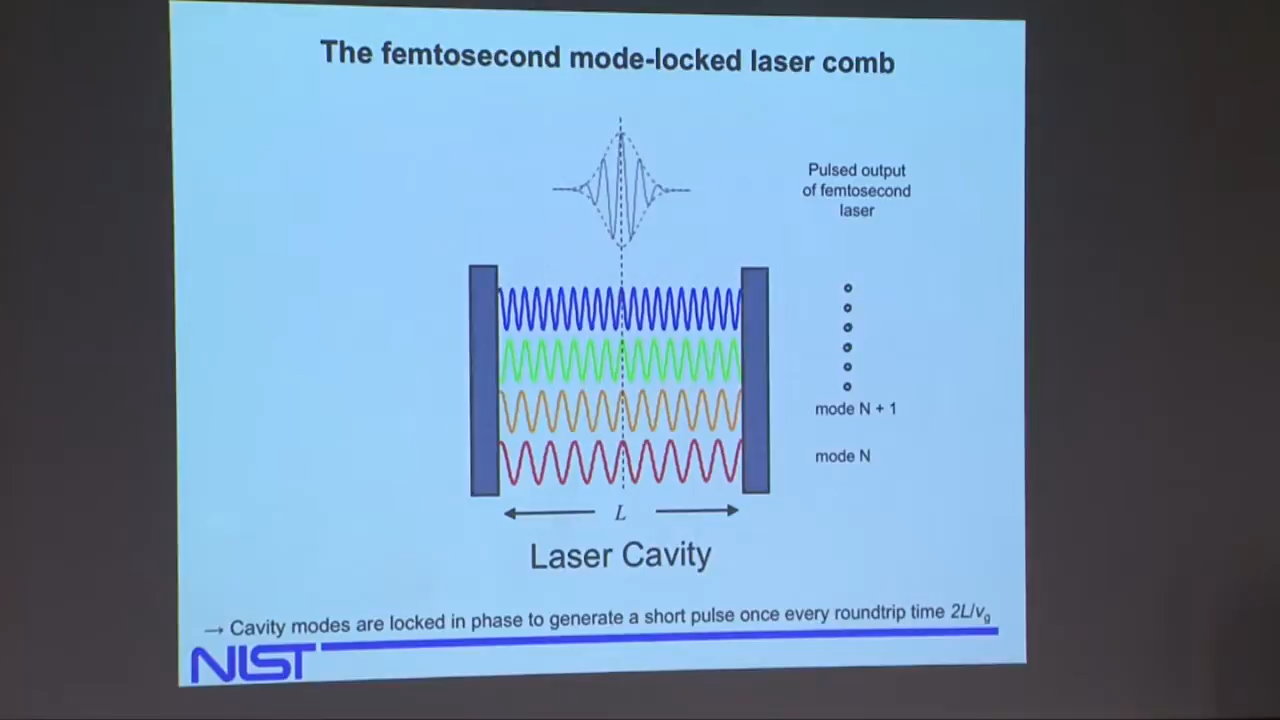 The femtosecond mode-locked laser comb
Pulsed output
of femtosecond
laser
mode N + 1
mode N
L
Laser Cavity
→ Cavity modes are locked in phase to generate a short pulse once every roundtrip time 2L/vg
NIST